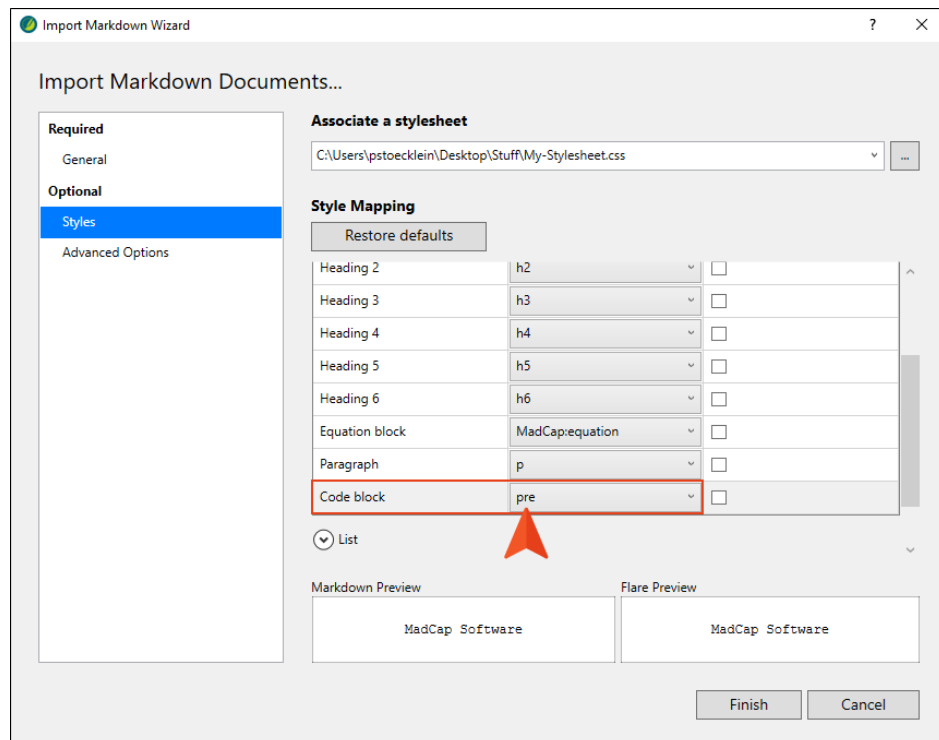 Import Markdown Wizard
?
Import Markdown Documents...
Required
General
Optional
Styles
Advanced Options
Associate a stylesheet
C:\Users\pstoecklein\Desktop\Stuff\My-Stylesheet.css
...
Style Mapping
Restore defaults
Heading 2 h2
Heading 3 h3
Heading 4 h4
Heading 5 h5
Heading 6 h6
Equation block MadCap:equation
Paragraph p
Code block pre
List
Markdown Preview Flare Preview
MadCap Software MadCap Software
Finish Cancel